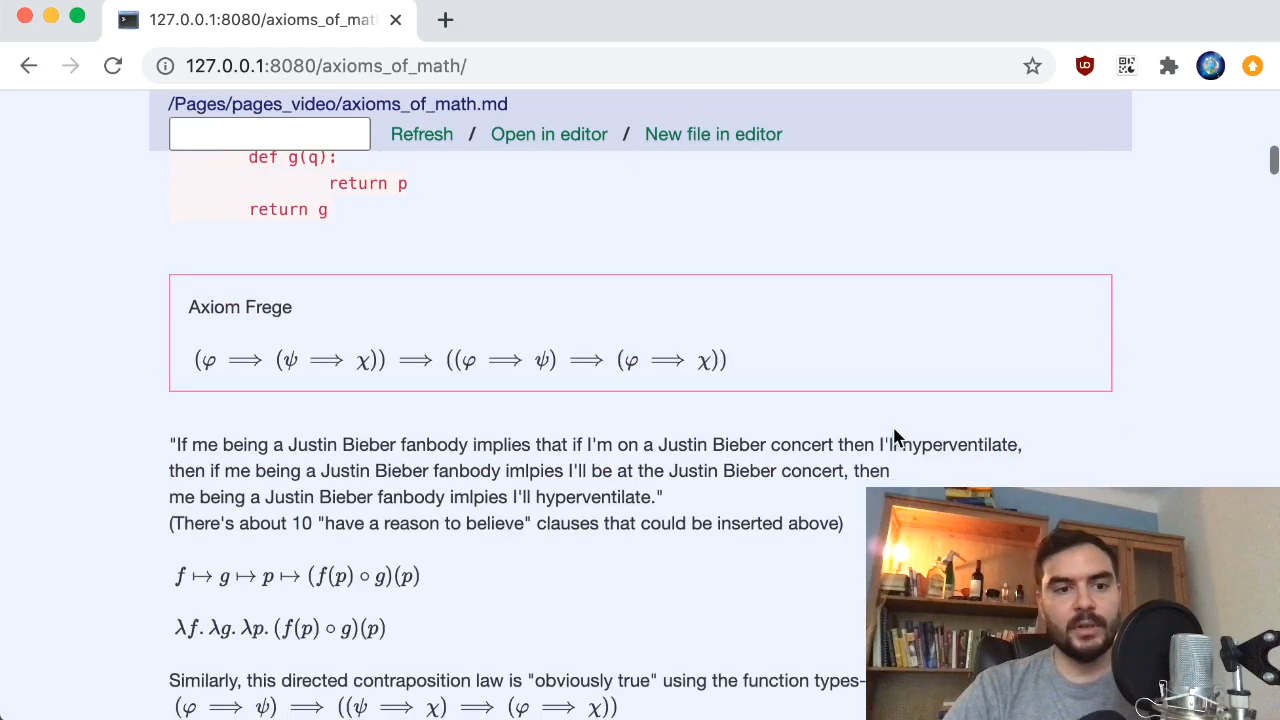 127.0.0.1:8080/axioms_of_mat
127.0.0.1:8080/axioms_of_math/
/Pages/pages_video/axioms_of_math.md
Refresh / Open in editor / New file in editor
def g(q):
return p
return g
Axiom Frege
(φ ⟹ (ψ ⟹ χ)) ⟹ ((φ ⟹ ψ) ⟹ (φ ⟹ χ))
"If me being a Justin Bieber fanbody implies that if I'm on a Justin Bieber concert then I'll hyperventilate,
then if me being a Justin Bieber fanbody imlpies I'll be at the Justin Bieber concert, then
me being a Justin Bieber fanbody imlpies I'll hyperventilate."
(There's about 10 "have a reason to believe" clauses that could be inserted above)
f ↦ g ↦ p ↦ (f(p) ∘ g)(p)
λf. λg. λp. (f(p) ∘ g)(p)
Similarly, this directed contraposition law is "obviously true" using the function types-
(φ ⟹ ψ) ⟹ ((ψ ⟹ χ) ⟹ (φ ⟹ χ))